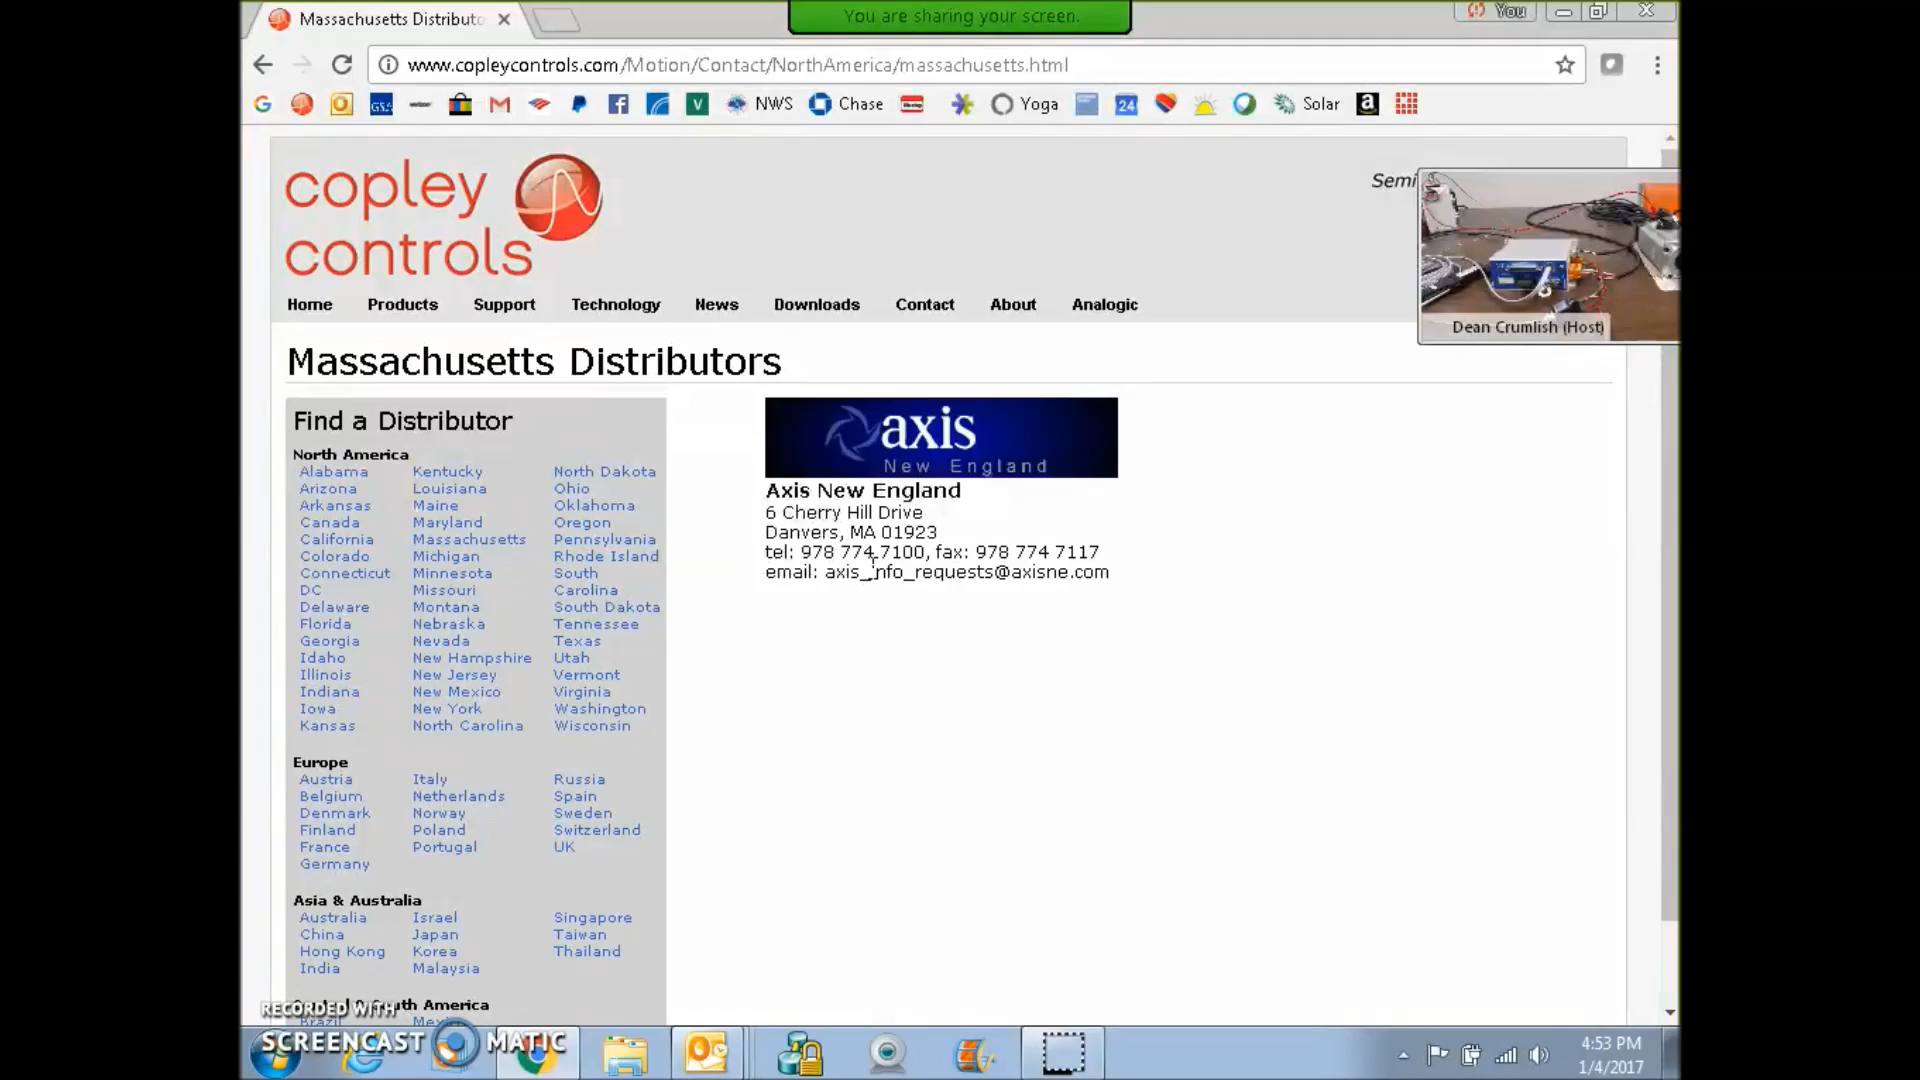 You are sharing your screen.
Massachusetts Distributo
You
www.copleycontrols.com/Motion/Contact/NorthAmerica/massachusetts.html
NWS Chase Yoga 24 Solar
copley
controls
Semi
Home Products Support Technology News Downloads Contact About Analogic
Dean Crumlish (Host)
Massachusetts Distributors
Find a Distributor
North America
Alabama Kentucky North Dakota
Arizona Louisiana Ohio
Arkansas Maine Oklahoma
Canada Maryland Oregon
California Massachusetts Pennsylvania
Colorado Michigan Rhode Island
Connecticut Minnesota South
DC Missouri Carolina
Delaware Montana South Dakota
Florida Nebraska Tennessee
Georgia Nevada Texas
Idaho New Hampshire Utah
Illinois New Jersey Vermont
Indiana New Mexico Virginia
Iowa New York Washington
Kansas North Carolina Wisconsin
Europe
Austria Italy Russia
Belgium Netherlands Spain
Denmark Norway Sweden
Finland Poland Switzerland
France Portugal UK
Germany
Asia & Australia
Australia Israel Singapore
China Japan Taiwan
Hong Kong Korea Thailand
India Malaysia
Central & South America
Brazil Mexi
axis
New England
Axis New England
6 Cherry Hill Drive
Danvers, MA 01923
tel: 978 774 7100, fax: 978 774 7117
email: axis_info_requests@axisne.com
RECORDED WITH
SCREENCAST MATIC
4:53 PM
1/4/2017